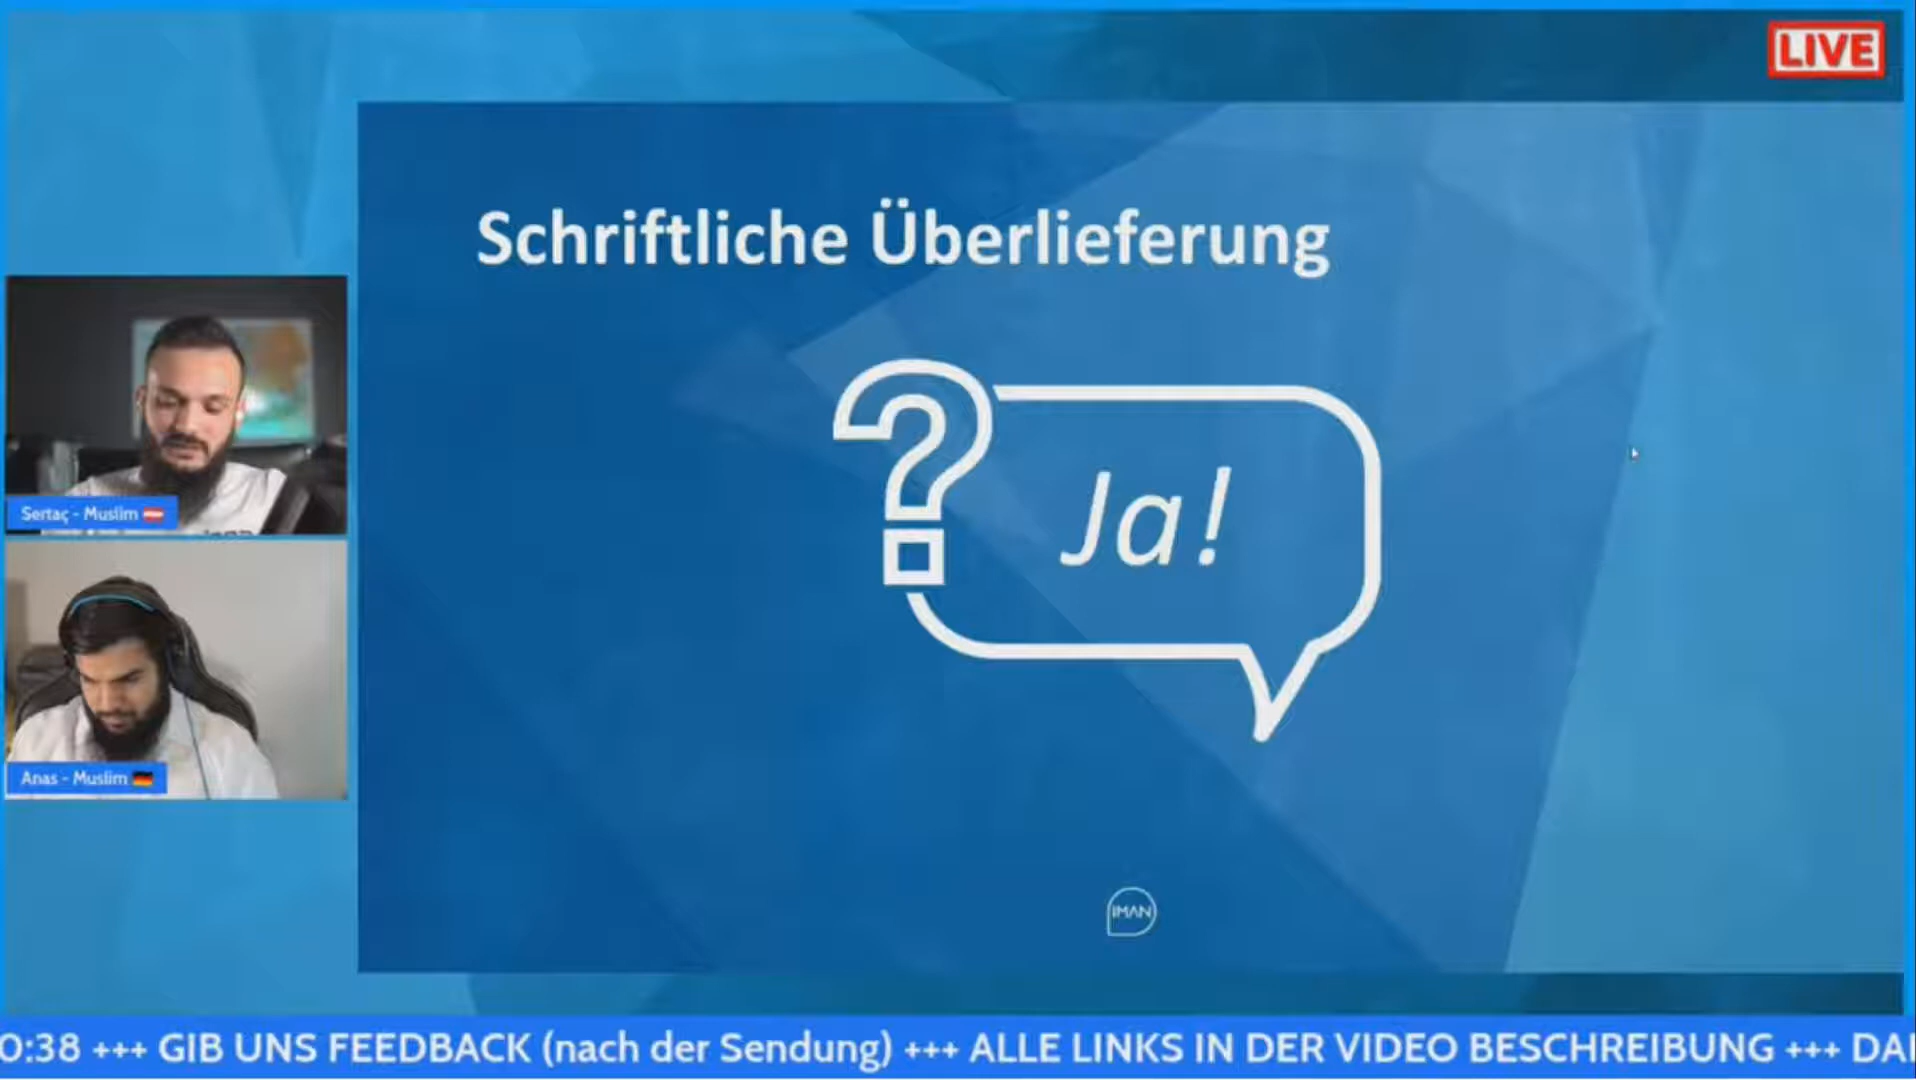 LIVE
Schriftliche Überlieferung
?
Ja!
Sertaç - Muslim
Anas - Muslim
IMAN
0:38 +++ GIB UNS FEEDBACK (nach der Sendung) +++ ALLE LINKS IN DER VIDEO BESCHREIBUNG +++ DA